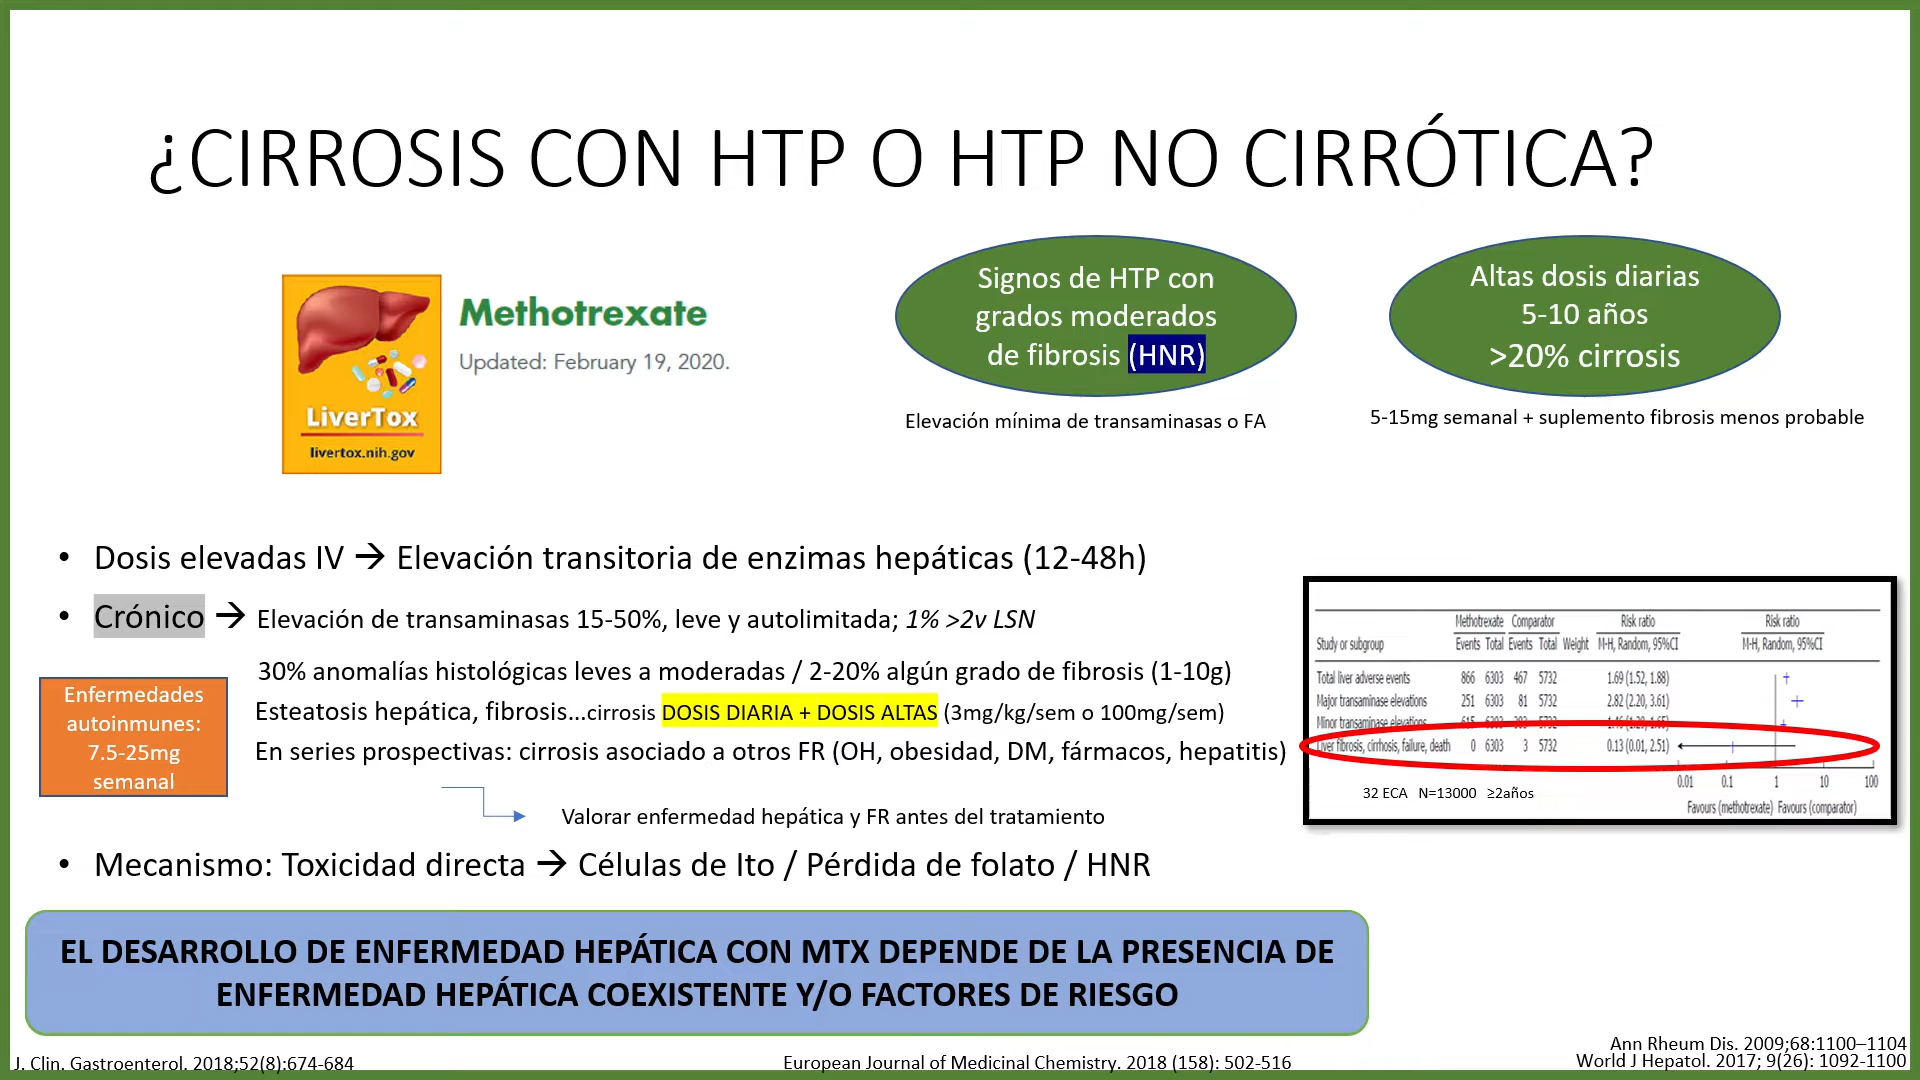 ¿CIRROSIS CON HTP O HTP NO CIRRÓTICA?
LiverTox
livertox.nih.gov
Methotrexate
Updated: February 19, 2020.
Signos de HTP con
grados moderados
de fibrosis (HNR)
Elevación mínima de transaminasas o FA
Altas dosis diarias
5-10 años
>20% cirrosis
5-15mg semanal + suplemento fibrosis menos probable
• Dosis elevadas IV → Elevación transitoria de enzimas hepáticas (12-48h)
• Crónico → Elevación de transaminasas 15-50%, leve y autolimitada; 1% >2v LSN
30% anomalías histológicas leves a moderadas / 2-20% algún grado de fibrosis (1-10g)
Esteatosis hepática, fibrosis...cirrosis DOSIS DIARIA + DOSIS ALTAS (3mg/kg/sem o 100mg/sem)
En series prospectivas: cirrosis asociado a otros FR (OH, obesidad, DM, fármacos, hepatitis)
Enfermedades
autoinmunes:
7.5-25mg
semanal
Valorar enfermedad hepática y FR antes del tratamiento
• Mecanismo: Toxicidad directa → Células de Ito / Pérdida de folato / HNR
Methotrexate Comparator Risk ratio Risk ratio
Study or subgroup Events Total Events Total Weight M-H, Random, 95%CI M-H, Random, 95%CI
Total liver adverse events 866 6303 467 5732 1.69 (1.52, 1.88)
Major transaminase elevations 251 6303 81 5732 2.82 (2.20, 3.61)
Minor transaminase elevations 615 6303 5732
Liver fibrosis, cirrhosis, failure, death 0 6303 3 5732 0.13 (0.01, 2.51)
0.01 0.1 1 10 100
32 ECA N=13000 ≥2años
Favours (methotrexate) Favours (comparator)
EL DESARROLLO DE ENFERMEDAD HEPÁTICA CON MTX DEPENDE DE LA PRESENCIA DE
ENFERMEDAD HEPÁTICA COEXISTENTE Y/O FACTORES DE RIESGO
J. Clin. Gastroenterol. 2018;52(8):674-684
European Journal of Medicinal Chemistry. 2018 (158): 502-516
Ann Rheum Dis. 2009;68:1100–1104
World J Hepatol. 2017; 9(26): 1092-1100